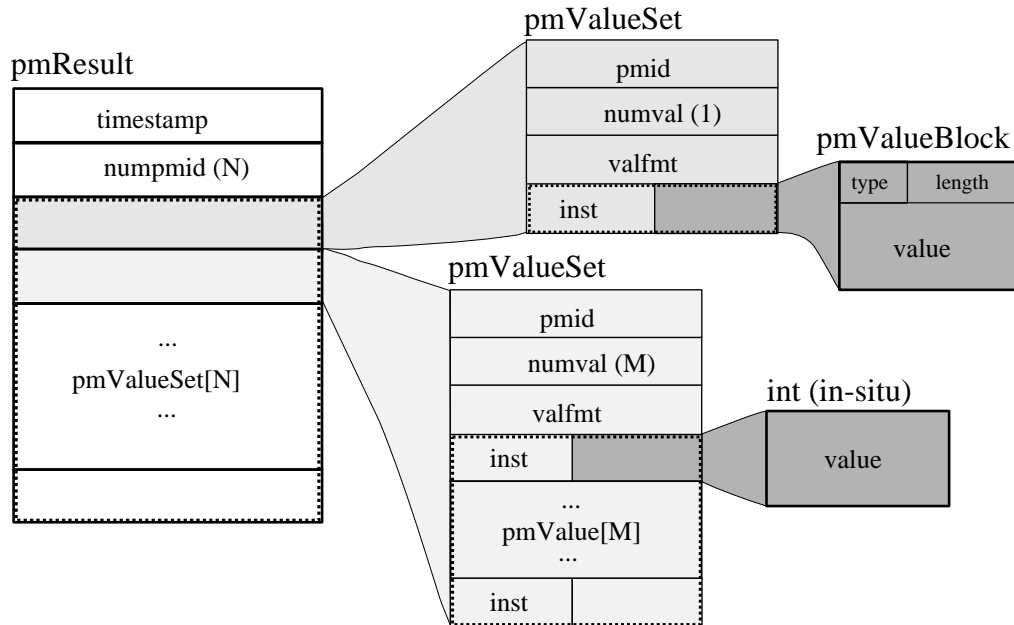 pmResult
timestamp
numpmid (N)
...
pmValueSet[N]
...
pmValueSet
pmid
numval (1)
valfmt
inst
pmValueBlock
type length
value
pmValueSet
pmid
numval (M)
valfmt
inst
...
pmValue[M]
...
inst
int (in-situ)
value